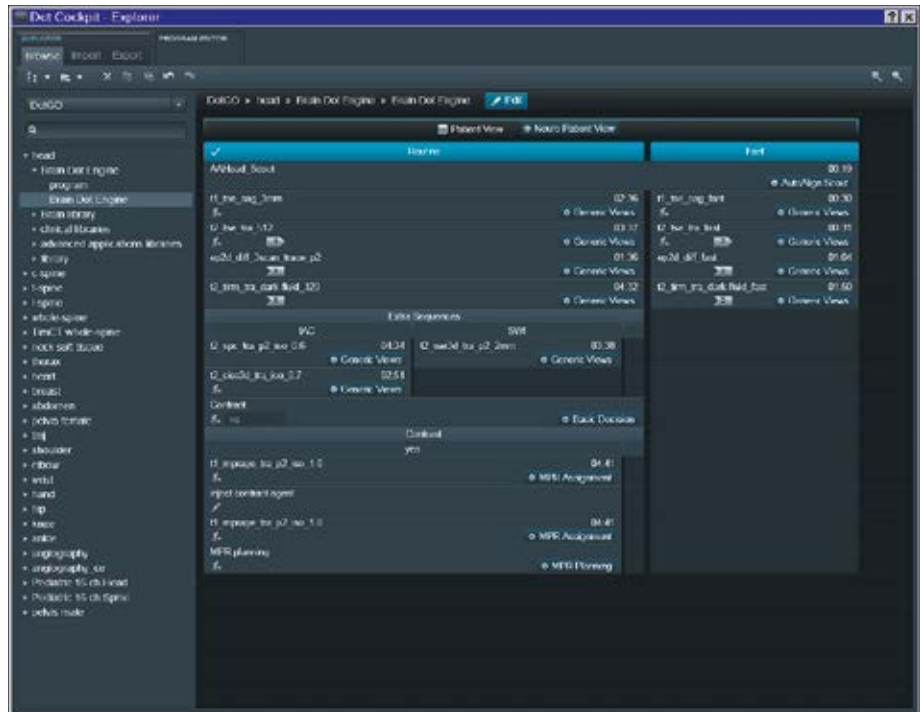 Dot Cockpit - Explorer
PROGRAM EDITOR
Browse Import Export
DotGO
DotGO » head » Brain Dot Engine » Brain Dot Engine Edit
Patient View Neuro Patient View
head
Brain Dot Engine
program
Brain Dot Engine
Brain library
clinical libraries
advanced applications libraries
library
c-spine
t-spine
l-spine
whole-spine
TimCT whole-spine
neck soft tissue
thorax
heart
breast
abdomen
pelvis female
tmj
shoulder
elbow
wrist
hand
hip
knee
ankle
angiography
Pediatric 16 ch Head
Pediatric 16 ch Spine
pelvis male
Routine
AAHead_Scout 00:19
AutoAlign Scout
t1_tse_sag_3mm 02:36
Generic Views
t2_tse_tra_512
Generic Views
ep2d_diff_3scan_trace_p2 01:36
Generic Views
t2_tirm_tra_dark fluid_320 04:32
Generic Views
Extra Sequences
IAC
t2_spc_tra_p2_iso_0.6 04:34
Generic Views
t2_ciss3d_tra_iso_0.7 02:51
Generic Views
SWI
t2_swi3d_tra_p2_2mm 03:38
Generic Views
Contrast
Basic Decision
Contrast
yes
t1_mprage_tra_p2_iso_1.0 04:41
MPR Assignment
inject contrast agent
t1_mprage_tra_p2_iso_1.0 04:41
MPR Assignment
MPR planning
MPR Planning
Fast
t1_tse_sag_fast 00:30
Generic Views
t2_tse_tra_fast 00:31
Generic Views
ep2d_diff_fast 01:04
Generic Views
t2_tirm_tra_dark fluid_fast 01:50
Generic Views